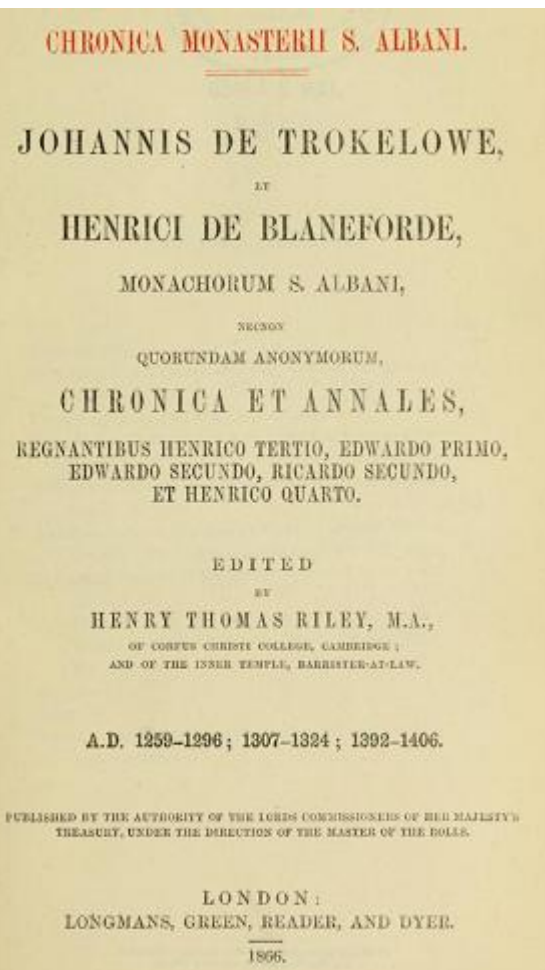 CHRONICA MONASTERII S. ALBANI.
JOHANNIS DE TROKELOWE,
ET
HENRICI DE BLANEFORDE,
MONACHORUM S. ALBANI,
NECNON
QUORUNDAM ANONYMORUM,
CHRONICA ET ANNALES,
REGNANTIBUS HENRICO TERTIO, EDWARDO PRIMO,
EDWARDO SECUNDO, RICARDO SECUNDO,
ET HENRICO QUARTO.
EDITED
BY
HENRY THOMAS RILEY, M.A.,
OF CORPUS CHRISTI COLLEGE, CAMBRIDGE;
AND OF THE INNER TEMPLE, BARRISTER-AT-LAW.
A.D. 1259–1296; 1307–1324; 1392–1406.
PUBLISHED BY THE AUTHORITY OF THE LORDS COMMISSIONERS OF HER MAJESTY'S
TREASURY, UNDER THE DIRECTION OF THE MASTER OF THE ROLLS.
LONDON:
LONGMANS, GREEN, READER, AND DYER.
1866.